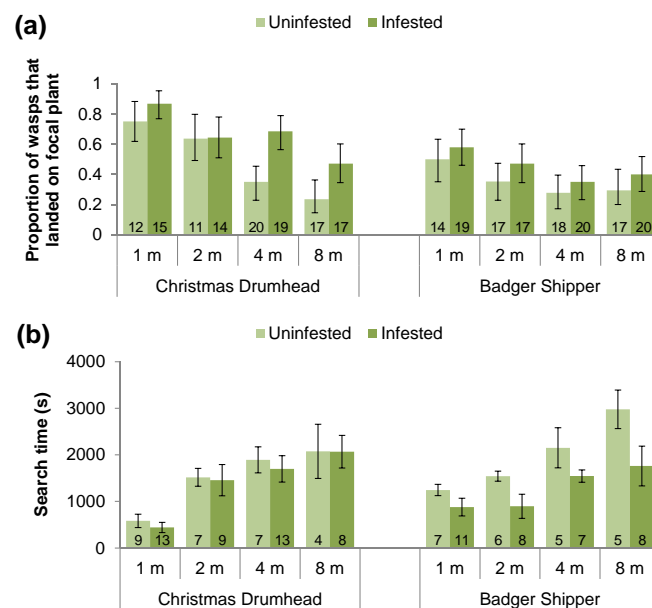 (a)
Uninfested Infested
Proportion of wasps that
landed on focal plant
1
0.8
0.6
0.4
0.2
0
12 15 11 14 20 19 17 17 14 19 17 17 18 20 17 20
1 m 2 m 4 m 8 m 1 m 2 m 4 m 8 m
Christmas Drumhead Badger Shipper
(b)
Uninfested Infested
Search time (s)
4000
3000
2000
1000
0
9 13 7 9 7 13 4 8 7 11 6 8 5 7 5 8
1 m 2 m 4 m 8 m 1 m 2 m 4 m 8 m
Christmas Drumhead Badger Shipper